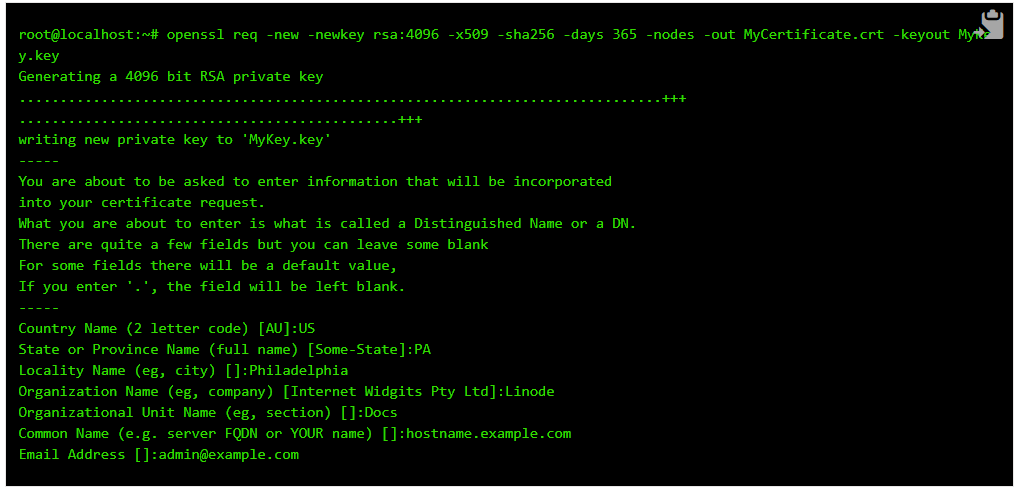 root@localhost:~# openssl req -new -newkey rsa:4096 -x509 -sha256 -days 365 -nodes -out MyCertificate.crt -keyout MyKe
y.key
Generating a 4096 bit RSA private key
..............................................................................+++
..............................................+++
writing new private key to 'MyKey.key'
-----
You are about to be asked to enter information that will be incorporated
into your certificate request.
What you are about to enter is what is called a Distinguished Name or a DN.
There are quite a few fields but you can leave some blank
For some fields there will be a default value,
If you enter '.', the field will be left blank.
-----
Country Name (2 letter code) [AU]:US
State or Province Name (full name) [Some-State]:PA
Locality Name (eg, city) []:Philadelphia
Organization Name (eg, company) [Internet Widgits Pty Ltd]:Linode
Organizational Unit Name (eg, section) []:Docs
Common Name (e.g. server FQDN or YOUR name) []:hostname.example.com
Email Address []:admin@example.com